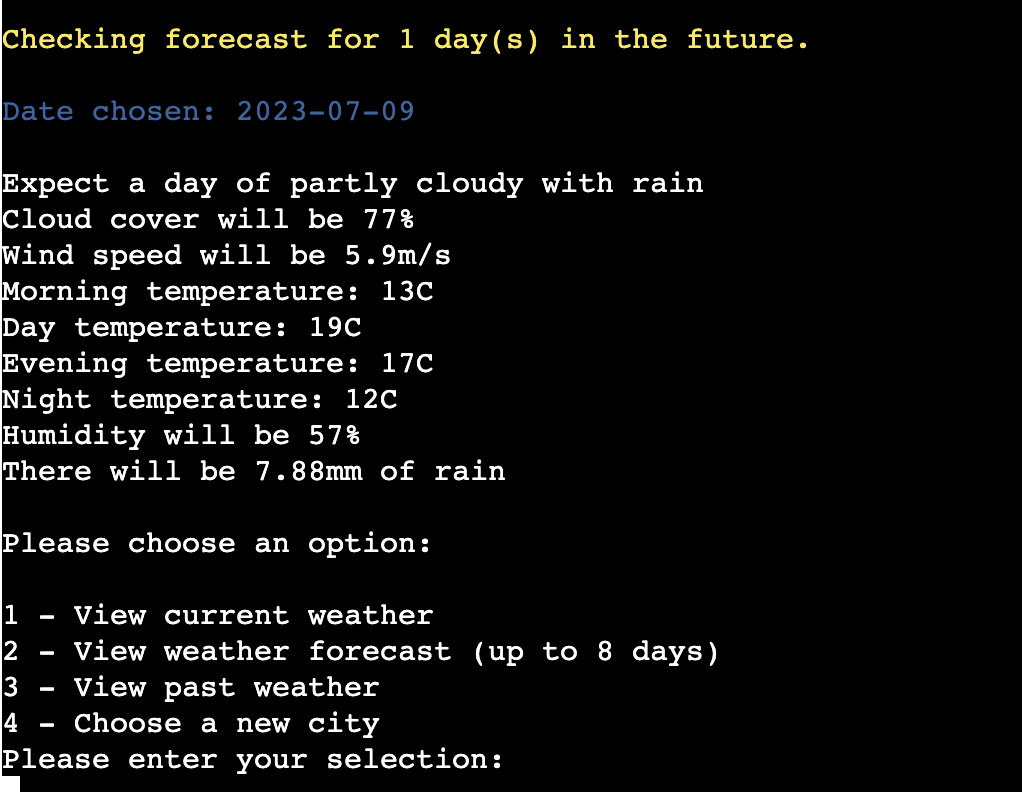 Checking forecast for 1 day(s) in the future.
Date chosen: 2023-07-09
Expect a day of partly cloudy with rain
Cloud cover will be 77%
Wind speed will be 5.9m/s
Morning temperature: 13C
Day temperature: 19C
Evening temperature: 17C
Night temperature: 12C
Humidity will be 57%
There will be 7.88mm of rain
Please choose an option:
1 - View current weather
2 - View weather forecast (up to 8 days)
3 - View past weather
4 - Choose a new city
Please enter your selection: